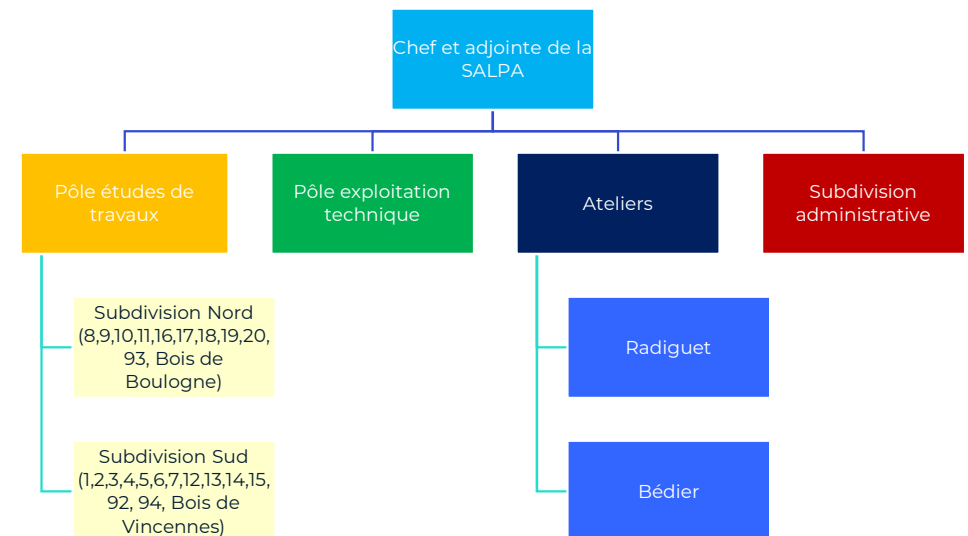 Chef et adjointe de la
SALPA
Pôle études de
travaux
Pôle exploitation
technique
Ateliers
Subdivision
administrative
Subdivision Nord
(8,9,10,11,16,17,18,19,20,
93, Bois de
Boulogne)
Radiguet
Subdivision Sud
(1,2,3,4,5,6,7,12,13,14,15,
92, 94, Bois de
Vincennes)
Bédier